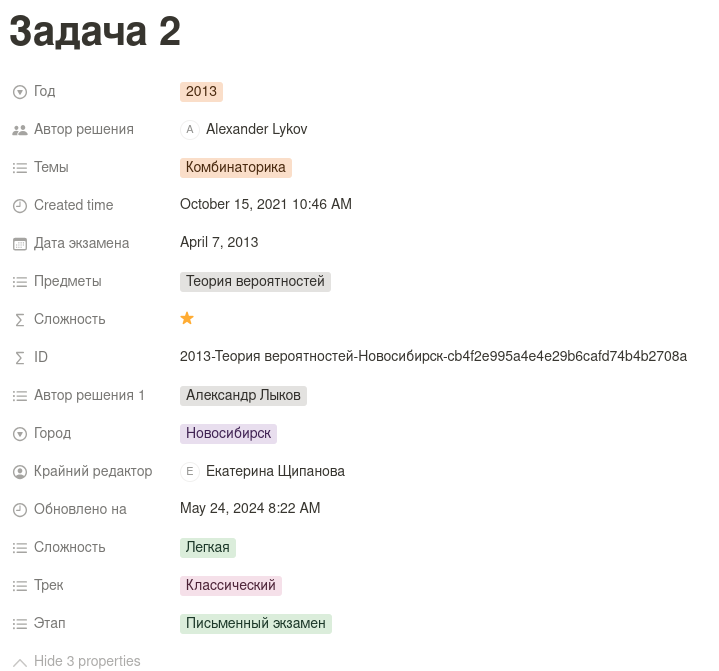 Задача 2
Год 2013
Автор решения A Alexander Lykov
Темы Комбинаторика
Created time October 15, 2021 10:46 AM
Дата экзамена April 7, 2013
Предметы Теория вероятностей
Сложность
ID 2013-Теория вероятностей-Новосибирск-cb4f2e995a4e4e29b6cafd74b4b2708a
Автор решения 1 Александр Лыков
Город Новосибирск
Крайний редактор E Екатерина Щипанова
Обновлено на May 24, 2024 8:22 AM
Сложность Легкая
Трек Классический
Этап Письменный экзамен
Hide 3 properties